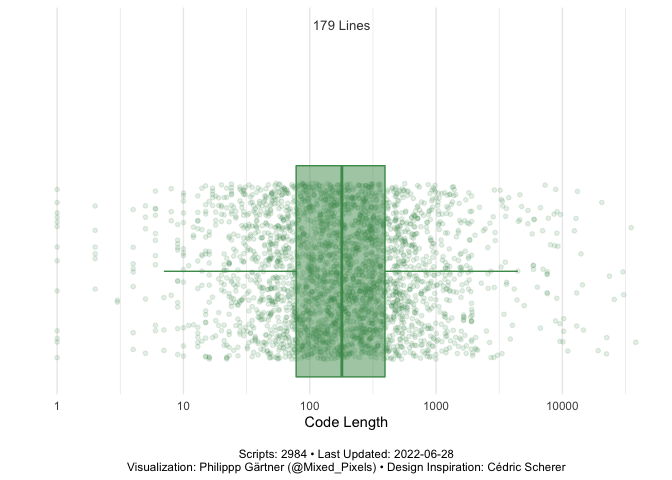 179 Lines
1 10 100 1000 10000
Code Length
Scripts: 2984 • Last Updated: 2022-06-28
Visualization: Philippp Gärtner (@Mixed_Pixels) • Design Inspiration: Cédric Scherer